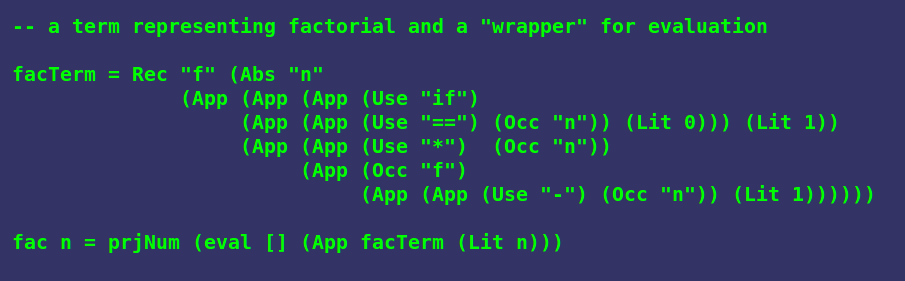 -- a term representing factorial and a "wrapper" for evaluation

facTerm = Rec "f" (Abs "n"
              (App (App (App (Use "if")
                   (App (App (Use "==") (Occ "n")) (Lit 0))) (Lit 1))
                   (App (App (Use "*")  (Occ "n"))
                        (App (Occ "f")
                             (App (App (Use "-") (Occ "n")) (Lit 1))))))

fac n = prjNum (eval [] (App facTerm (Lit n)))